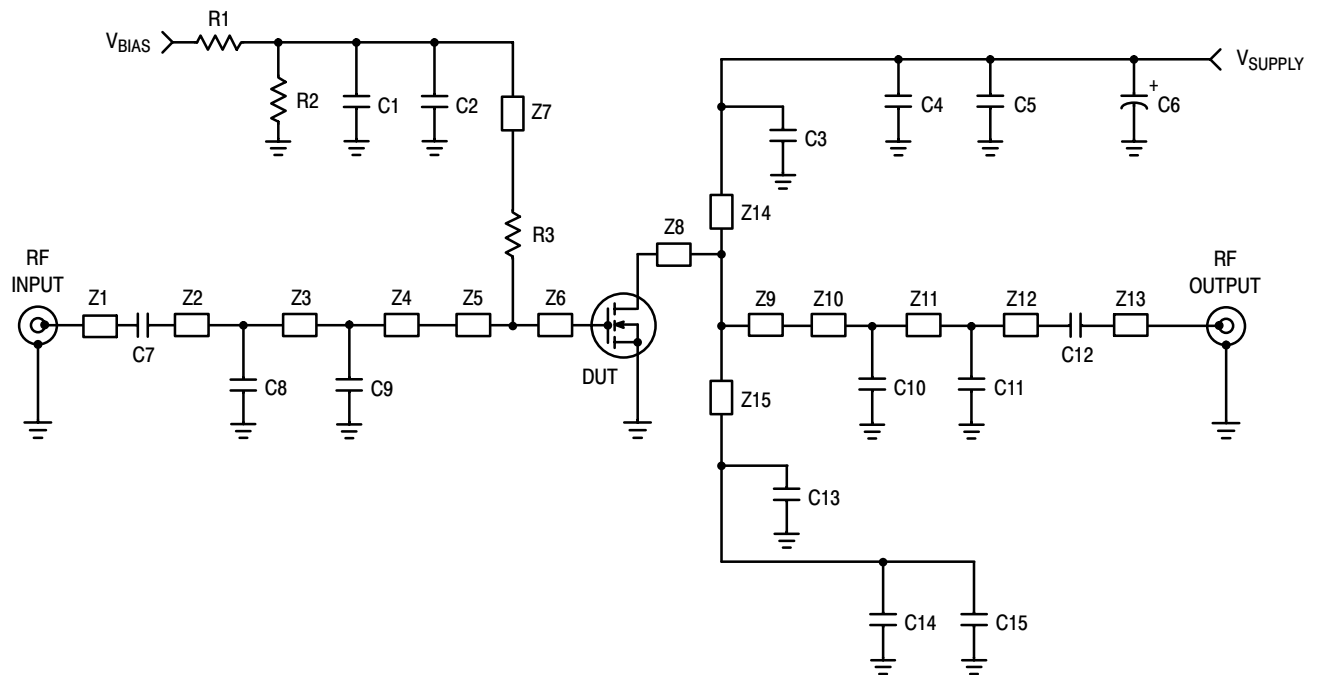 R1
V_BIAS
V_SUPPLY
R2
C1
C2
Z7
C4
C5
+
C6
C3
Z14
R3
Z8
RF
INPUT
RF
OUTPUT
Z1
Z2
Z3
Z4
Z5
Z6
Z9
Z10
Z11
Z12
Z13
C7
C12
DUT
C8
C9
C10
C11
Z15
C13
C14
C15